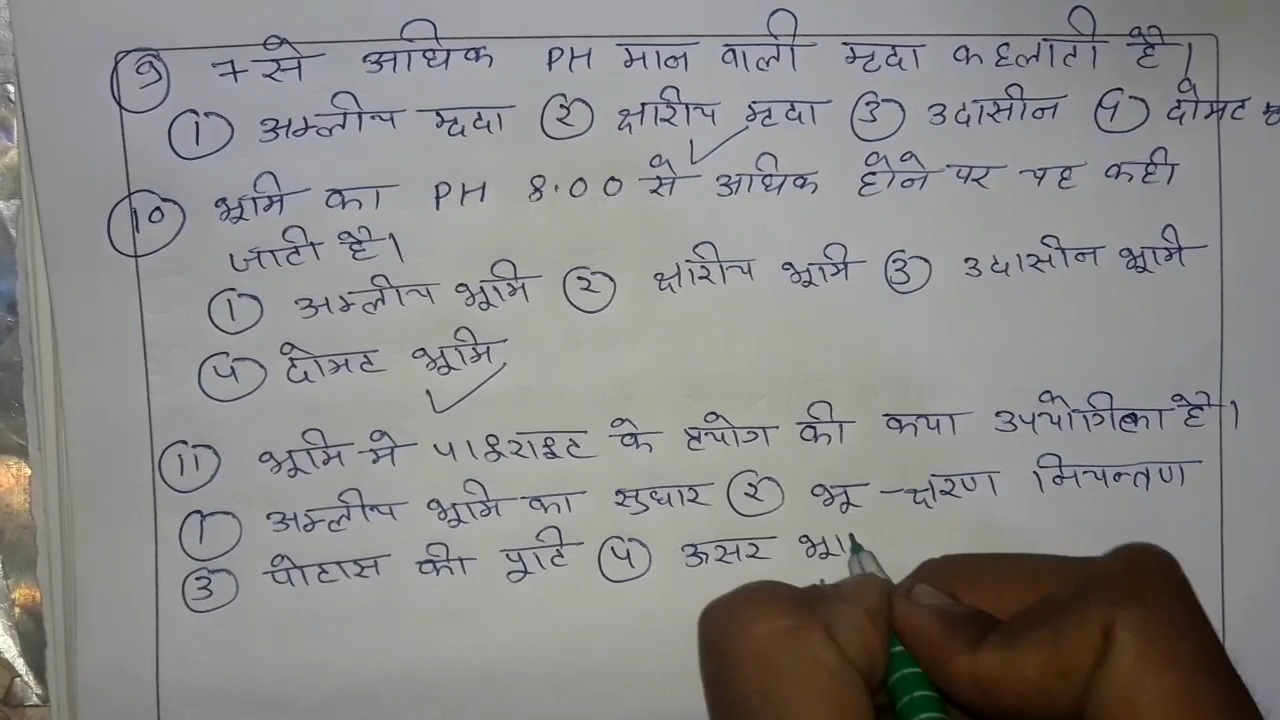 9 7 से अधिक PH मान वाली मृदा कहलाती है।
1 अम्लीय मृदा 2 क्षारीय मृदा 3 उदासीन 4 दोमट
10 भूमि का PH 8.00 से अधिक होने पर यह कही
जाती है।
1 अम्लीय भूमि 2 क्षारीय भूमि 3 उदासीन भूमि
4 दोमट भूमि
11 भूमि मे पाइराइट के प्रयोग की क्या उपयोगिता है।
1 अम्लीय भूमि का सुधार 2 भू-क्षरण नियन्त्रण
3 पोटास की पूर्ति 4 ऊसर